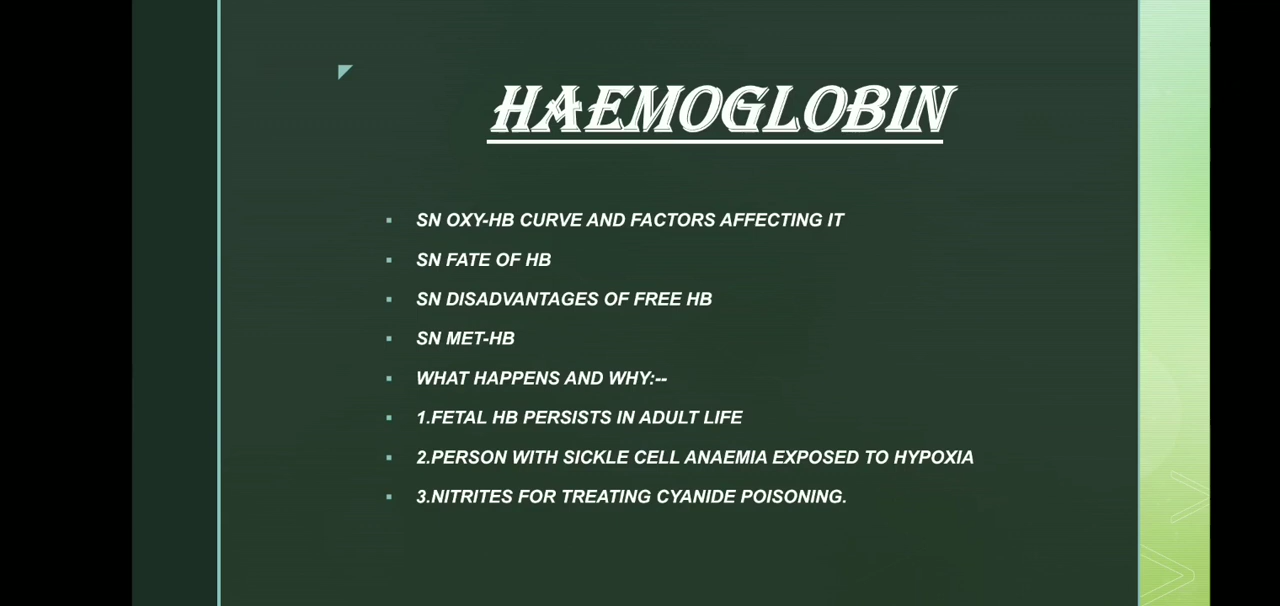 HAEMOGLOBIN
SN OXY-HB CURVE AND FACTORS AFFECTING IT
SN FATE OF HB
SN DISADVANTAGES OF FREE HB
SN MET-HB
WHAT HAPPENS AND WHY:--
1.FETAL HB PERSISTS IN ADULT LIFE
2.PERSON WITH SICKLE CELL ANAEMIA EXPOSED TO HYPOXIA
3.NITRITES FOR TREATING CYANIDE POISONING.